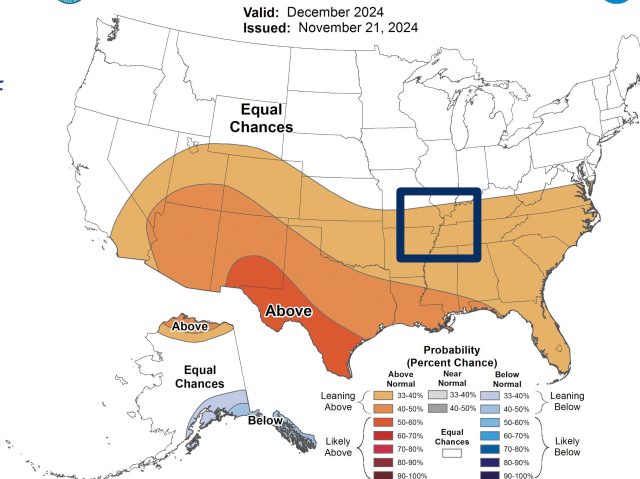 Valid: December 2024
Issued: November 21, 2024
Equal
Chances
Above
Above
Equal
Chances
Below
Probability
(Percent Chance)
Above
Normal
Near
Normal
Below
Normal
Leaning
Above
33-40%
40-50%
33-40%
40-50%
33-40%
40-50%
Leaning
Below
Likely
Above
50-60%
60-70%
70-80%
80-90%
90-100%
Equal
Chances
50-60%
60-70%
70-80%
80-90%
90-100%
Likely
Below